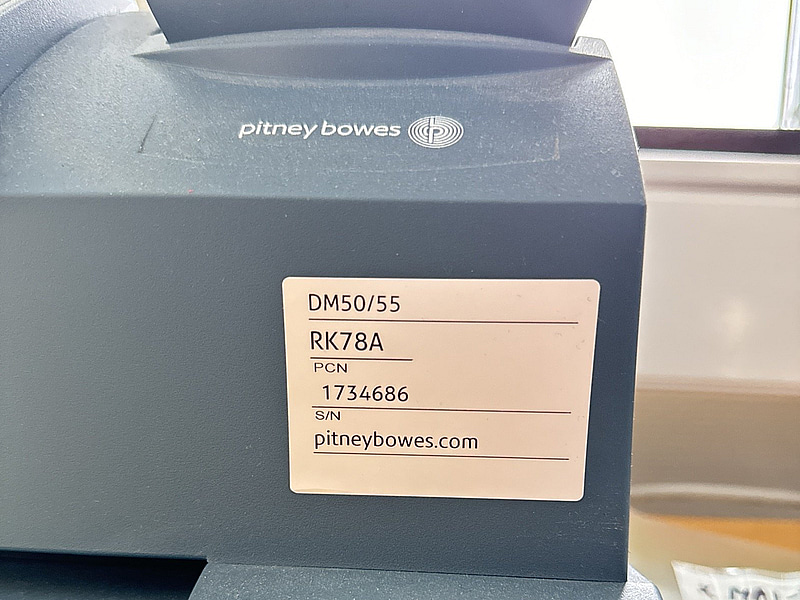 pitney bowes
DM50/55
RK78A
PCN
1734686
S/N
pitneybowes.com